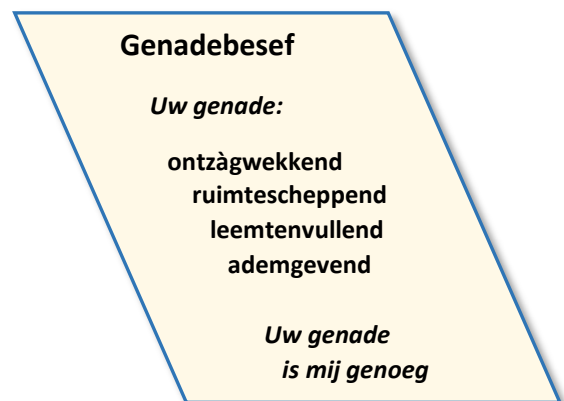 Genadebesef
Uw genade:
ontzàgwekkend
ruimtescheppend
leemtenvullend
ademgevend
Uw genade
is mij genoeg